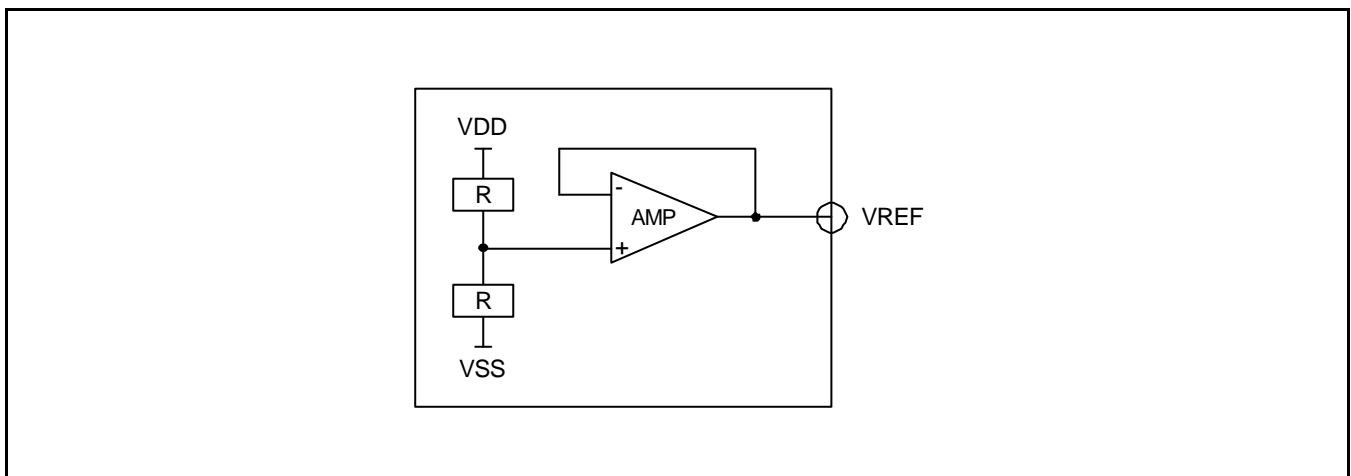 VDD
R
-
AMP
VREF
+
R
VSS